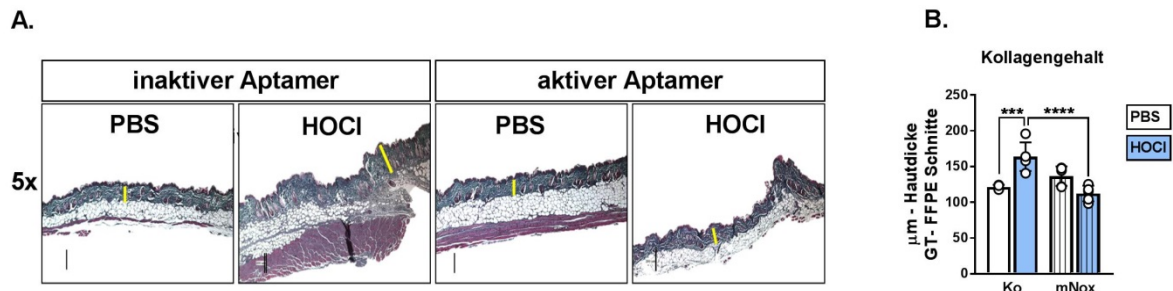 A.
inaktiver Aptamer
aktiver Aptamer
PBS
HOCl
PBS
HOCl
5x
B.
Kollagengehalt
µm - Hautdicke
GT- FFPE Schnitte
250
200
150
100
50
0
***
****
Ko
mNox
PBS
HOCl